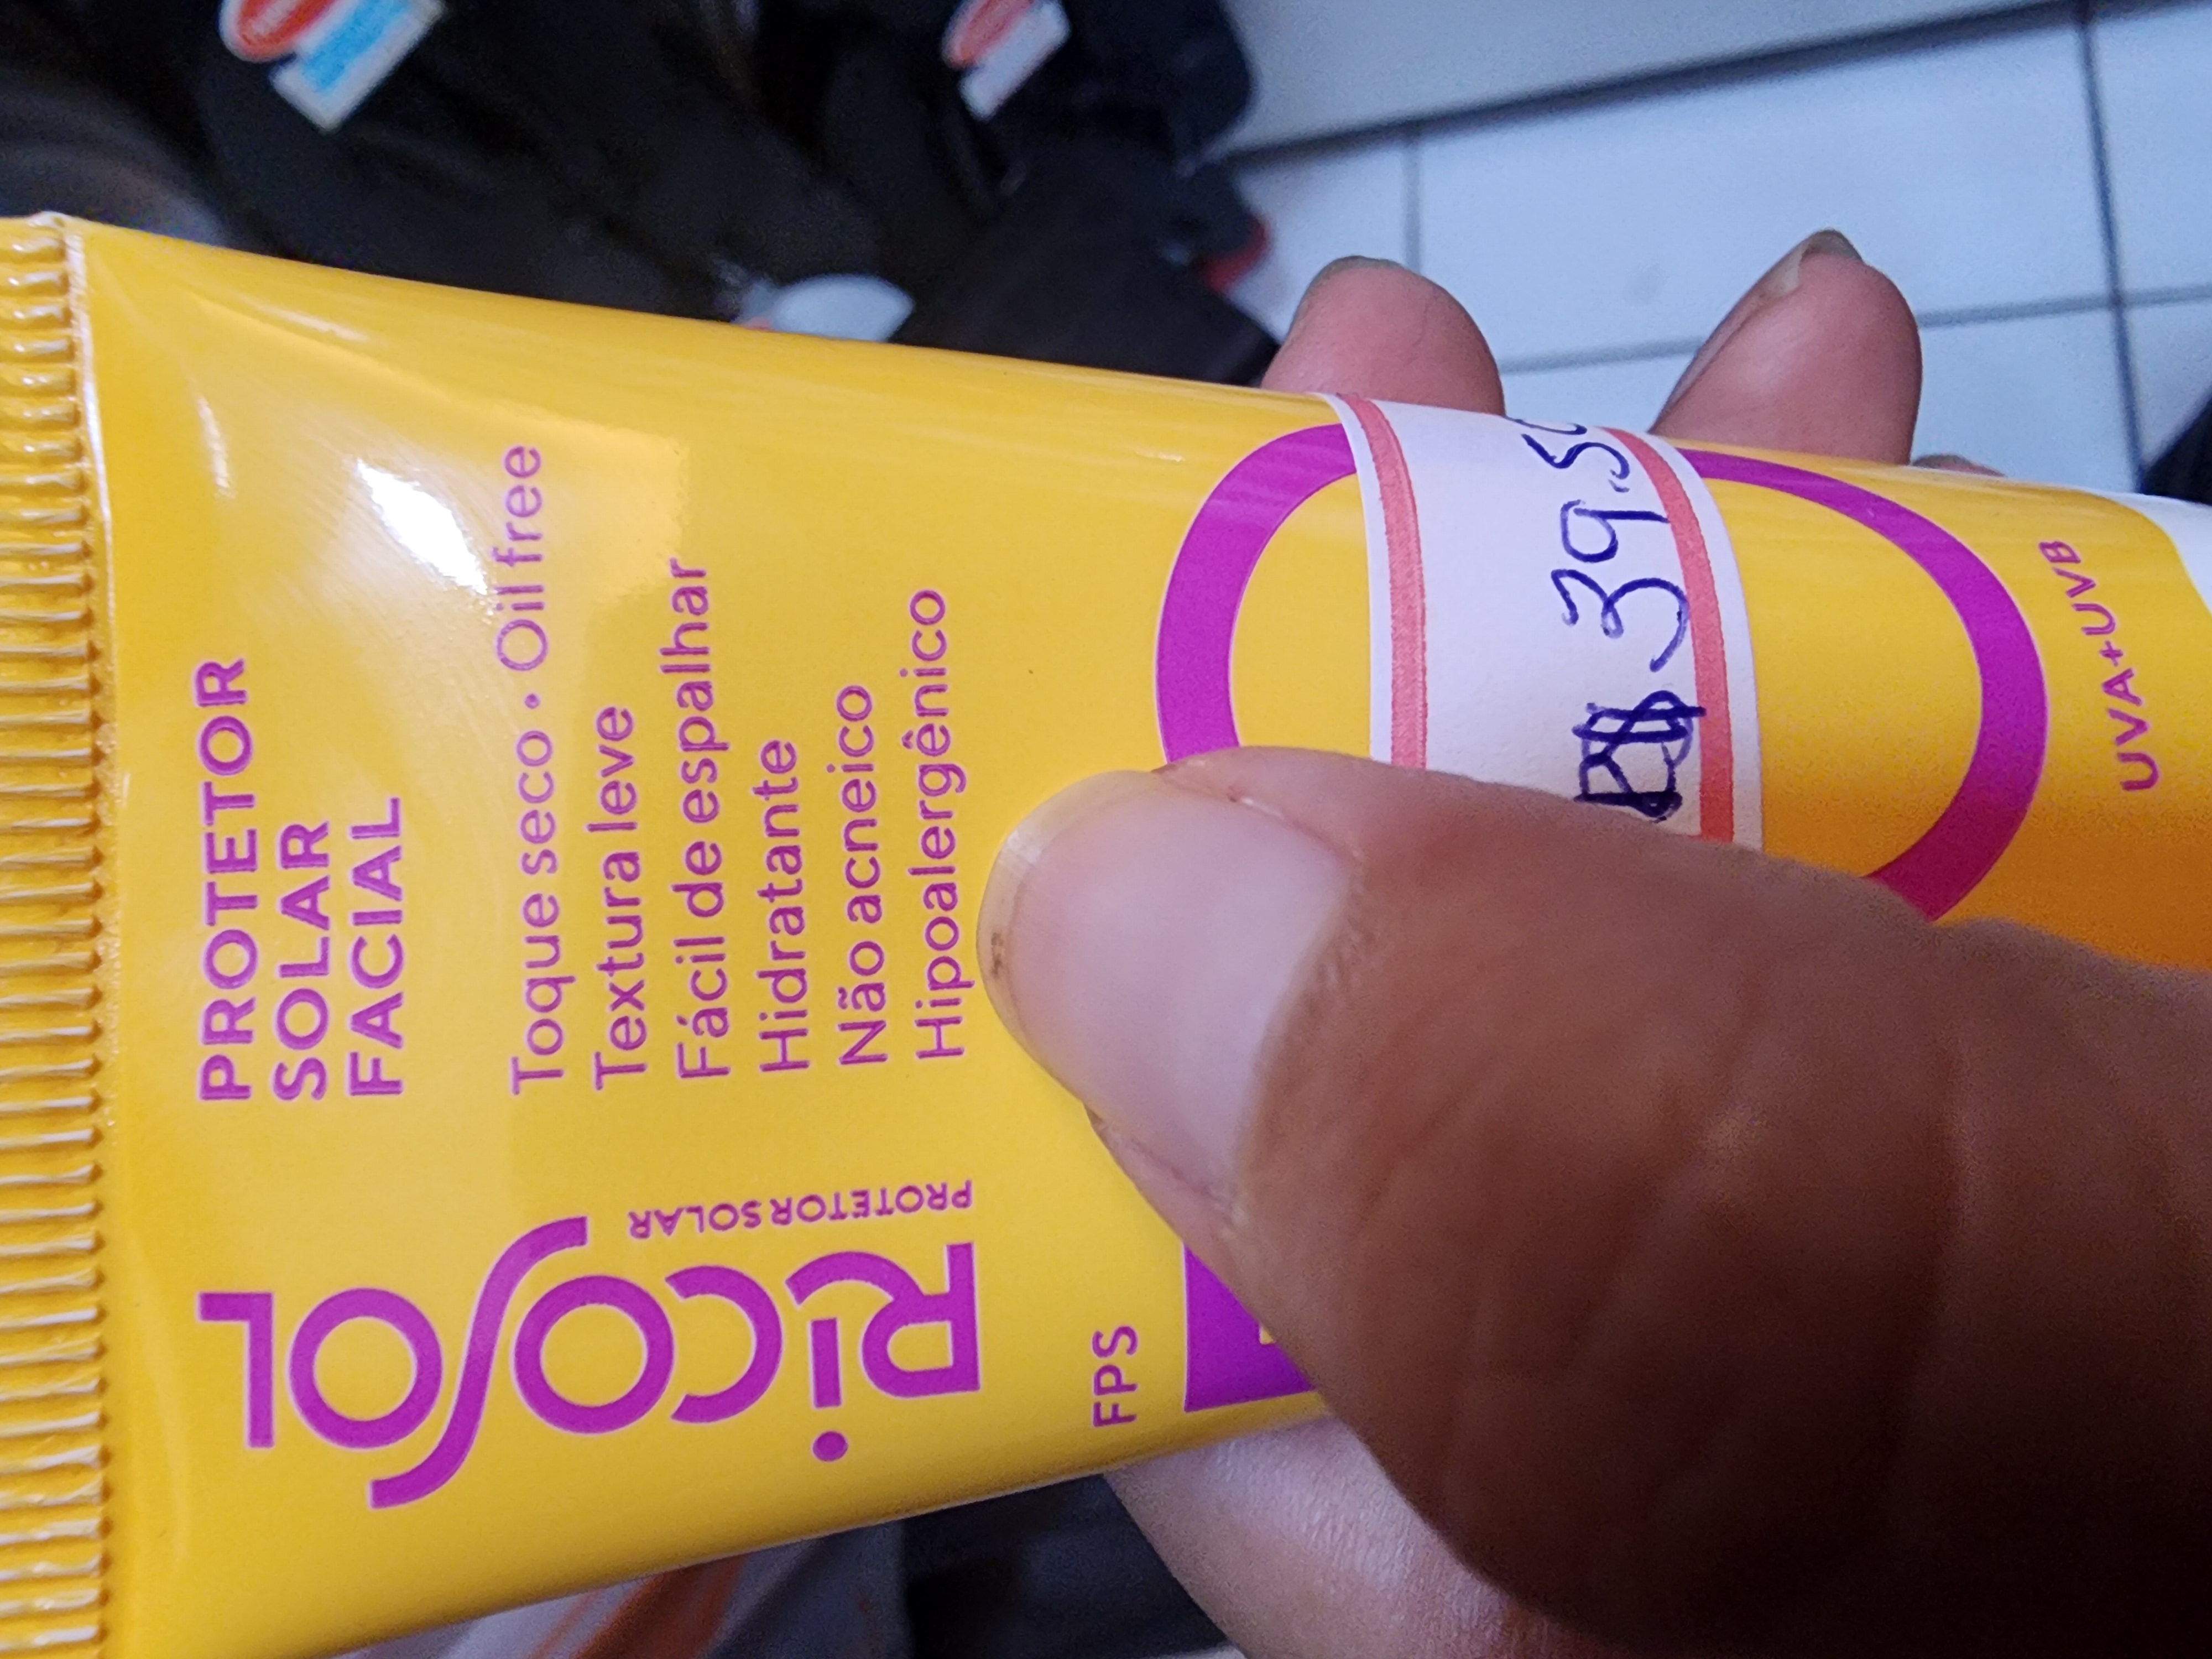 PROTETOR
SOLAR
FACIAL
Toque seco • Oil free
Textura leve
Fácil de espalhar
Hidratante
Não acneico
Hipoalergênico
Ricosol
PROTETOR SOLAR
FPS
R$ 39,50
UVA+UVB